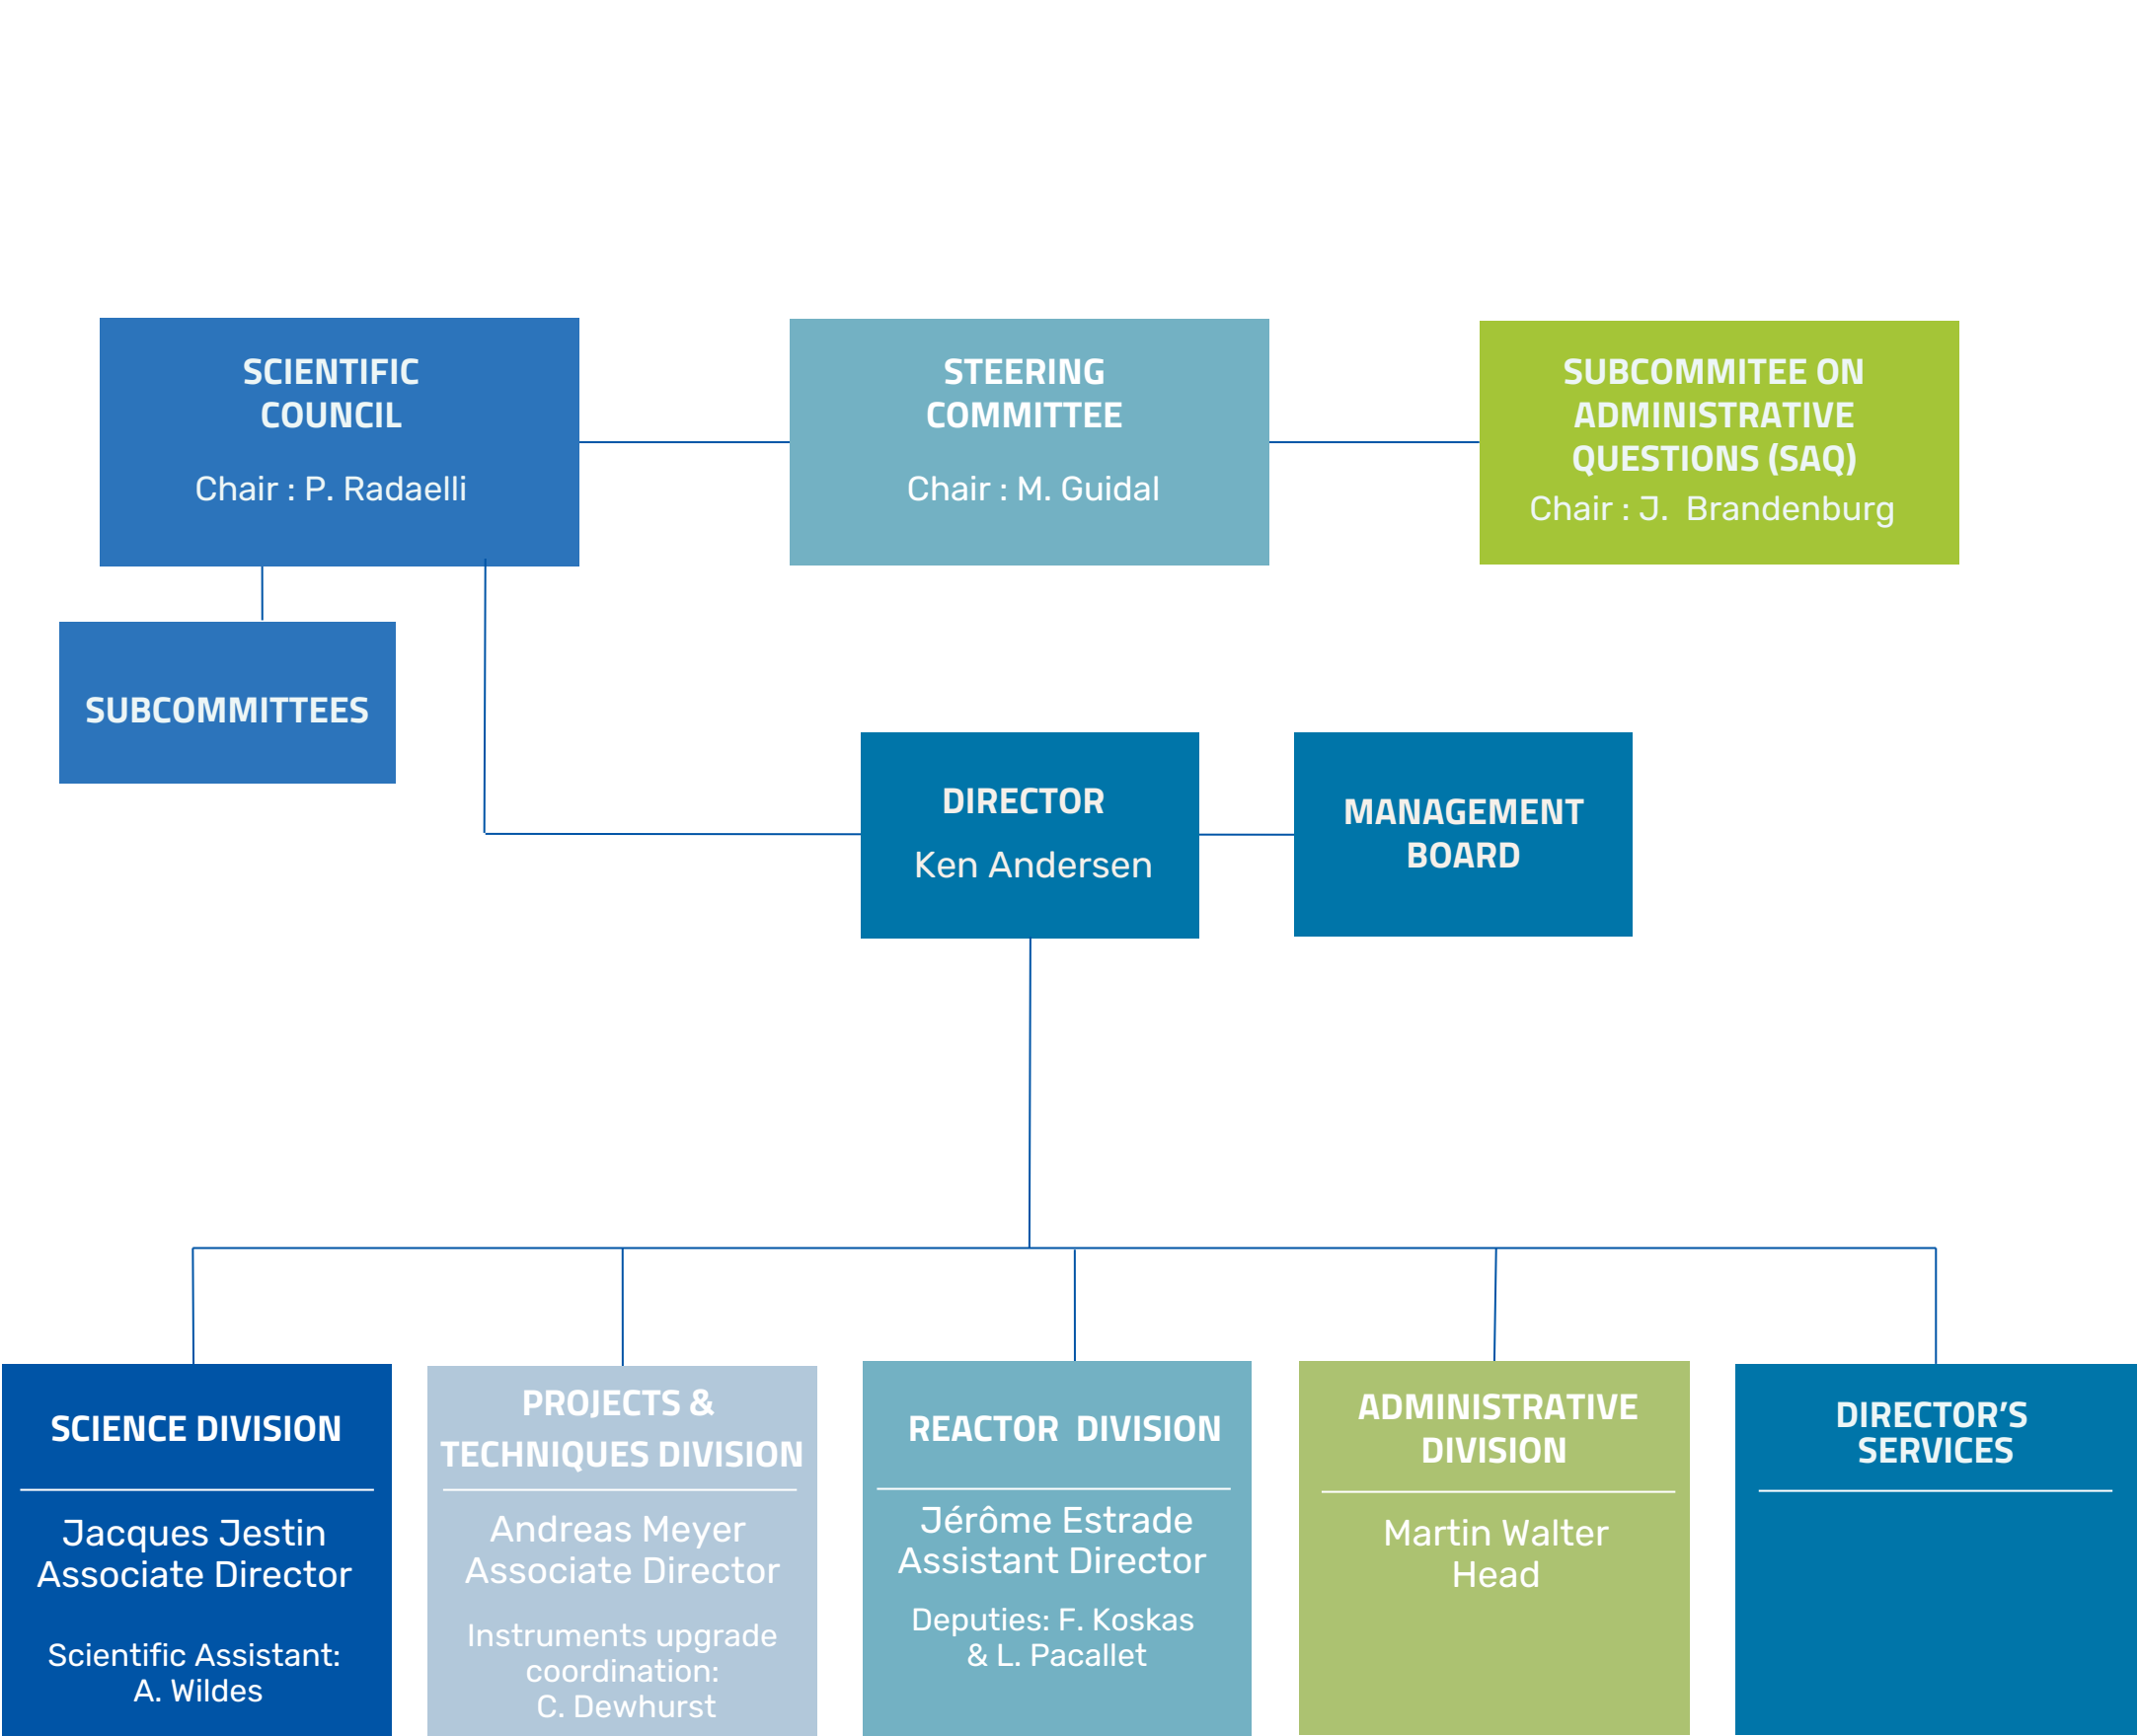 SCIENTIFIC
COUNCIL
Chair : P. Radaelli
STEERING
COMMITTEE
Chair : M. Guidal
SUBCOMMITEE ON
ADMINISTRATIVE
QUESTIONS (SAQ)
Chair : J. Brandenburg
SUBCOMMITTEES
DIRECTOR
Ken Andersen
MANAGEMENT
BOARD
SCIENCE DIVISION
Jacques Jestin
Associate Director
Scientific Assistant:
A. Wildes
PROJECTS &
TECHNIQUES DIVISION
Andreas Meyer
Associate Director
Instruments upgrade
coordination:
C. Dewhurst
REACTOR DIVISION
Jérôme Estrade
Assistant Director
Deputies: F. Koskas
& L. Pacallet
ADMINISTRATIVE
DIVISION
Martin Walter
Head
DIRECTOR’S
SERVICES